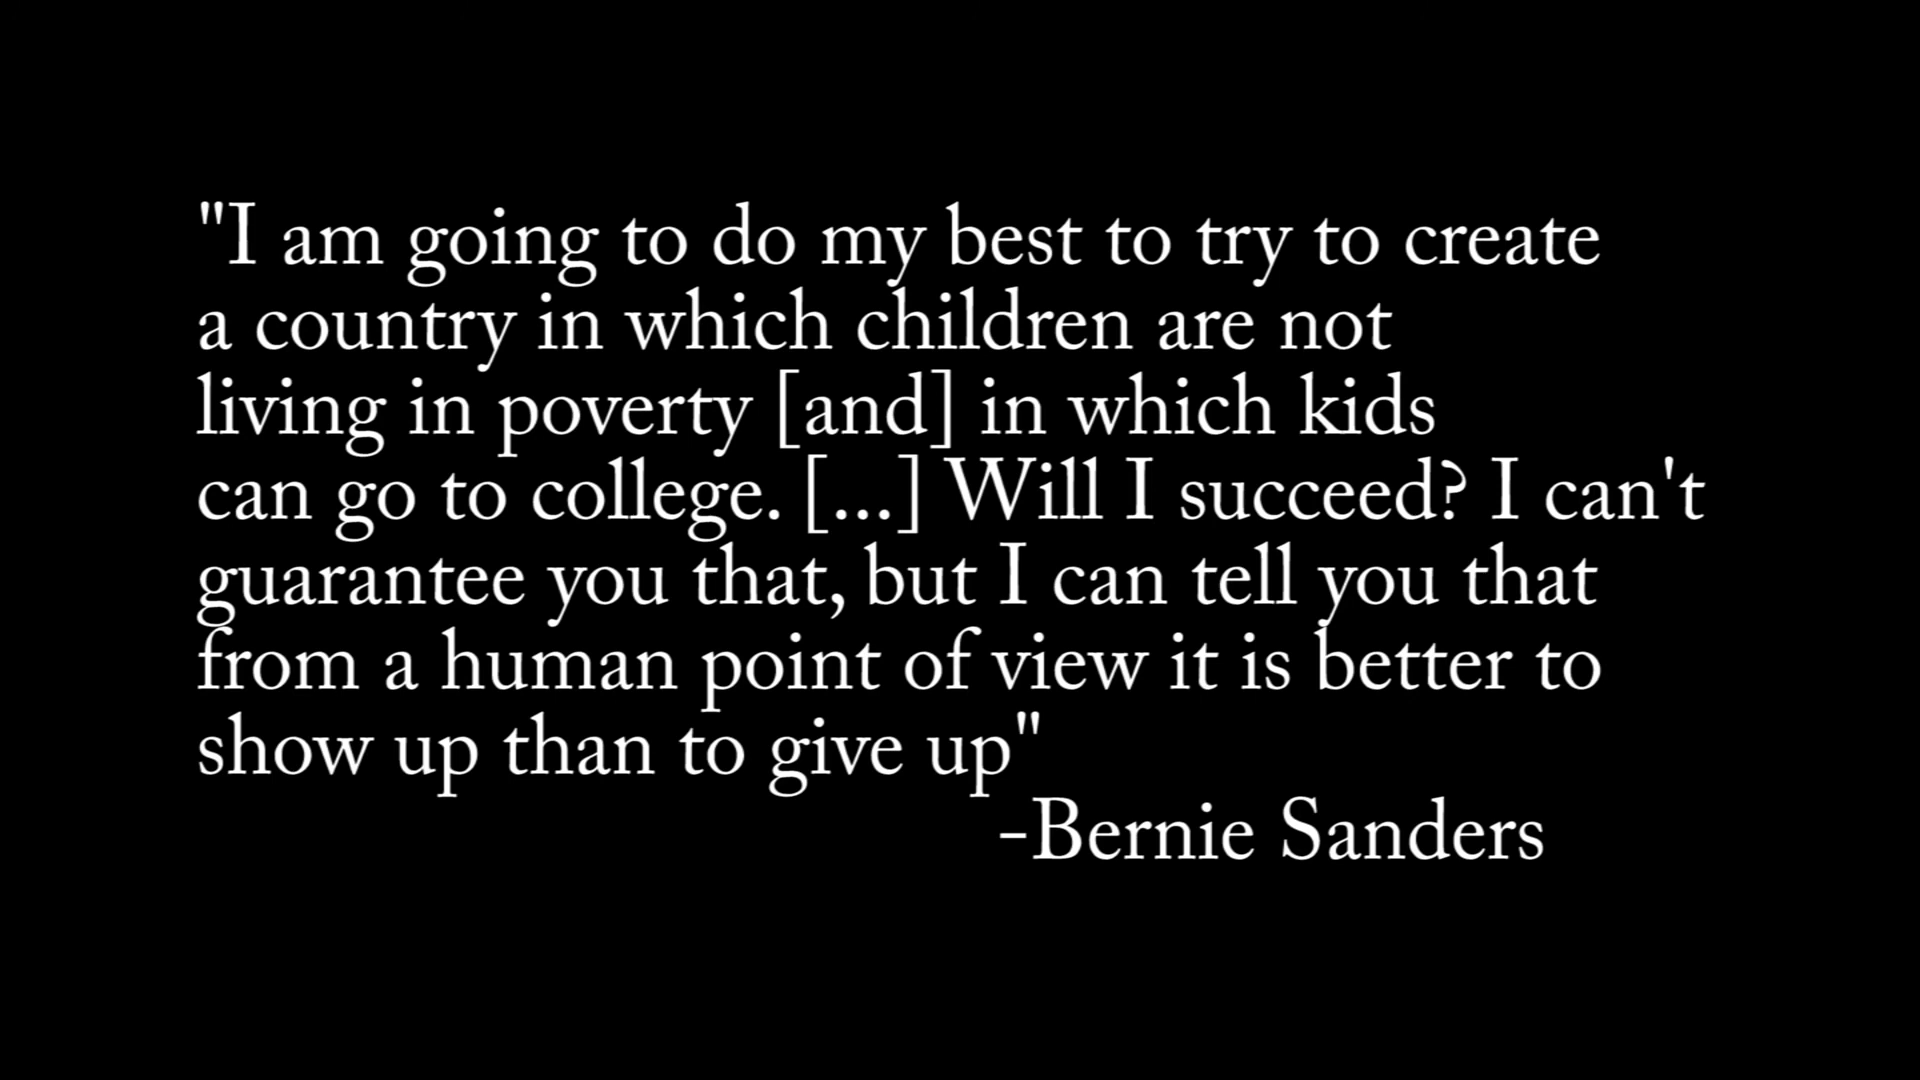 "I am going to do my best to try to create
a country in which children are not
living in poverty [and] in which kids
can go to college. [...] Will I succeed? I can't
guarantee you that, but I can tell you that
from a human point of view it is better to
show up than to give up"
-Bernie Sanders